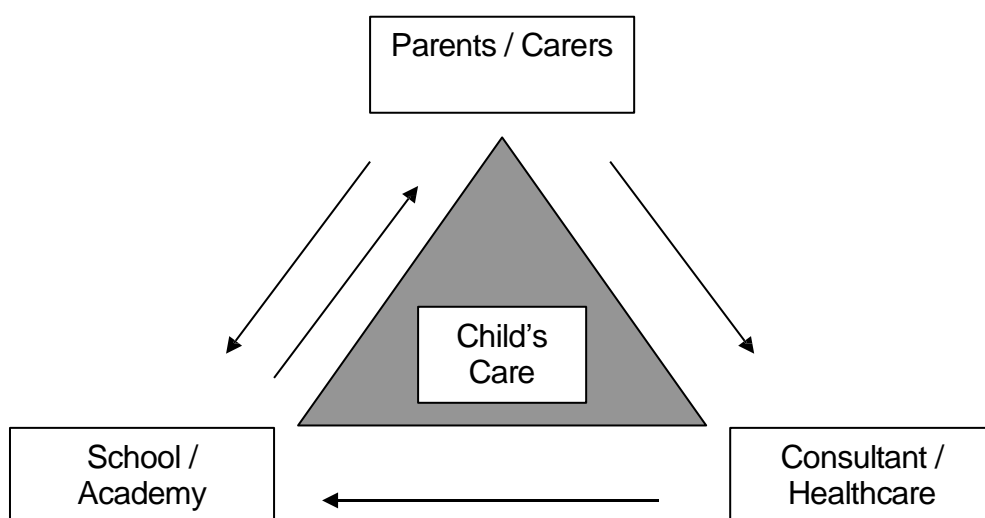 Parents / Carers
Child’s
Care
School /
Academy
Consultant /
Healthcare